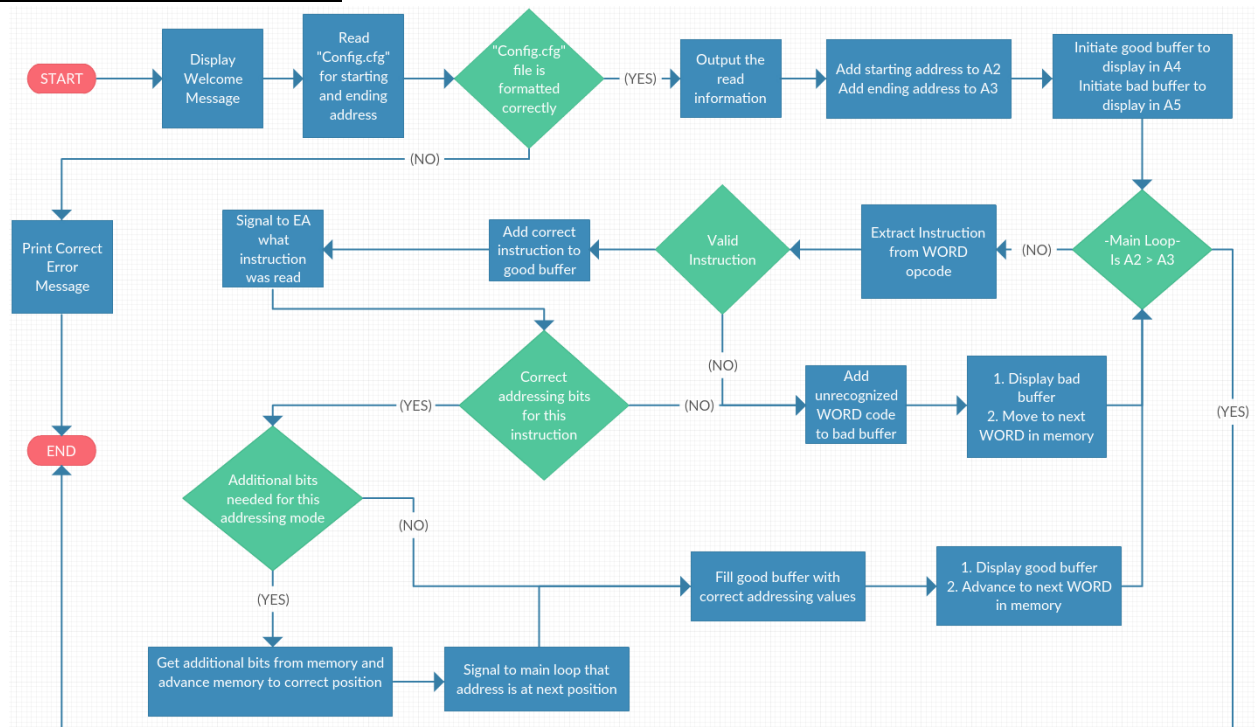 START
Display
Welcome
Message
Read
"Config.cfg"
for starting
and ending
address
"Config.cfg"
file is
formatted
correctly
(YES)
Output the
read
information
Add starting address to A2
Add ending address to A3
Initiate good buffer to
display in A4
Initiate bad buffer to
display in A5
(NO)
Print Correct
Error
Message
END
-Main Loop-
Is A2 > A3
(NO)
(YES)
Extract Instruction
from WORD
opcode
Valid
Instruction
Add correct
instruction to
good buffer
Signal to EA
what
instruction
was read
(NO)
Correct
addressing bits
for this
instruction
(YES)
(NO)
Add
unrecognized
WORD code
to bad buffer
1. Display bad
buffer
2. Move to next
WORD in memory
Additional bits
needed for this
addressing mode
(NO)
(YES)
Get additional bits from memory and
advance memory to correct position
Signal to main loop that
address is at next position
Fill good buffer with
correct addressing values
1. Display good buffer
2. Advance to next WORD
in memory